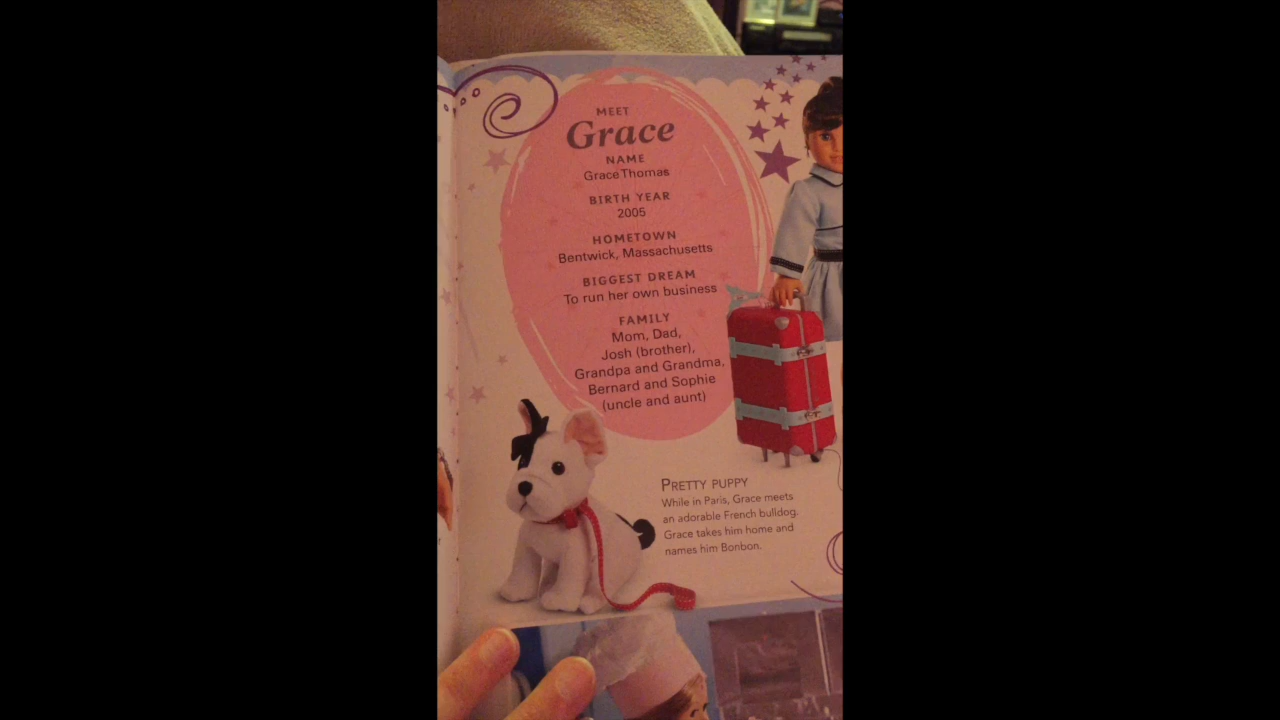 MEET
Grace
NAME
Grace Thomas
BIRTH YEAR
2005
HOMETOWN
Bentwick, Massachusetts
BIGGEST DREAM
To run her own business
FAMILY
Mom, Dad,
Josh (brother),
Grandpa and Grandma,
Bernard and Sophie
(uncle and aunt)
PRETTY PUPPY
While in Paris, Grace meets
an adorable French bulldog.
Grace takes him home and
names him Bonbon.